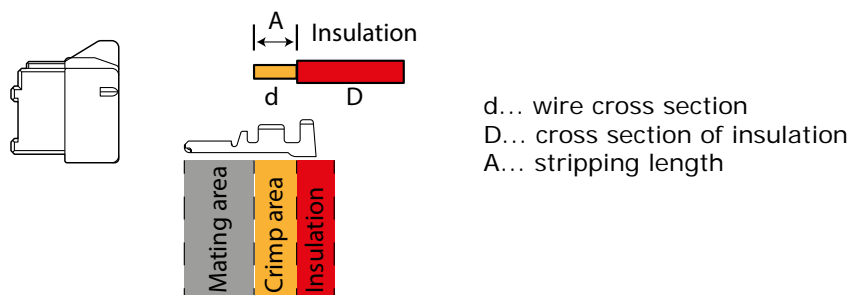 A
Insulation
d
D
d... wire cross section
D... cross section of insulation
A... stripping length
Mating area
Crimp area
Insulation